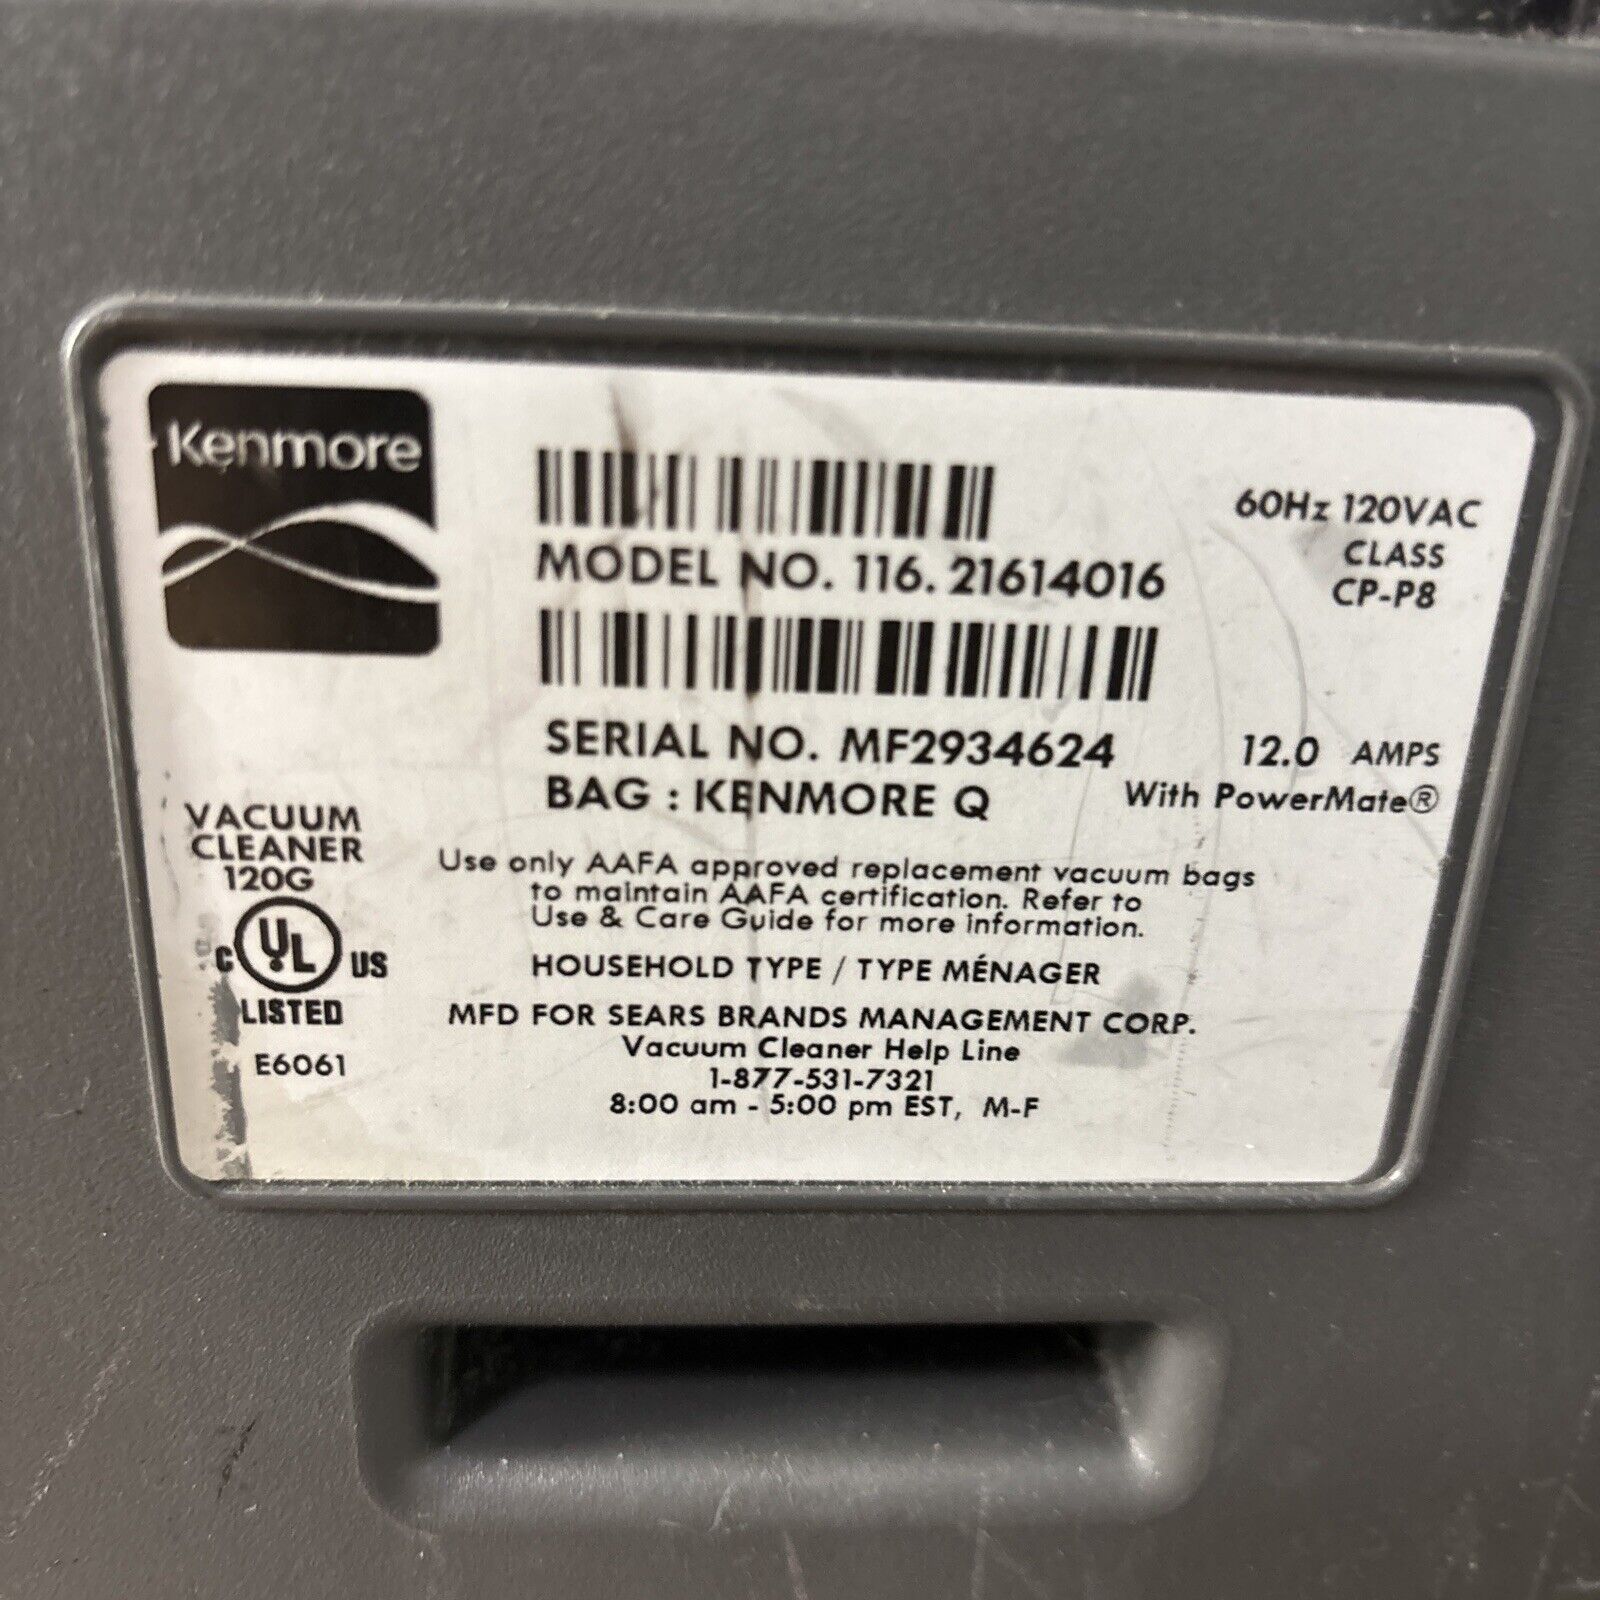 Kenmore
MODEL NO. 116. 21614016
60Hz 120VAC
CLASS
CP-P8
SERIAL NO. MF2934624
12.0 AMPS
BAG : KENMORE Q
With PowerMate®
VACUUM
CLEANER
120G
C UL US
LISTED
E6061
Use only AAFA approved replacement vacuum bags
to maintain AAFA certification. Refer to
Use & Care Guide for more information.
HOUSEHOLD TYPE / TYPE MÉNAGER
MFD FOR SEARS BRANDS MANAGEMENT CORP.
Vacuum Cleaner Help Line
1-877-531-7321
8:00 am - 5:00 pm EST, M-F